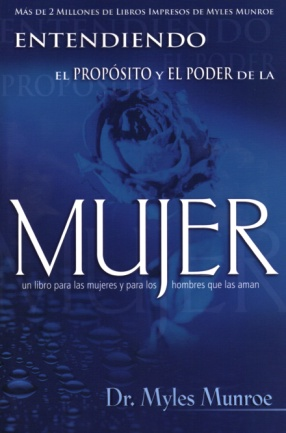 MÁS DE 2 MILLONES DE LIBROS IMPRESOS DE MYLES MUNROE
ENTENDIENDO
EL PROPÓSITO Y EL PODER DE LA
MUJER
un libro para las mujeres y para los hombres que las aman
Dr. Myles Munroe